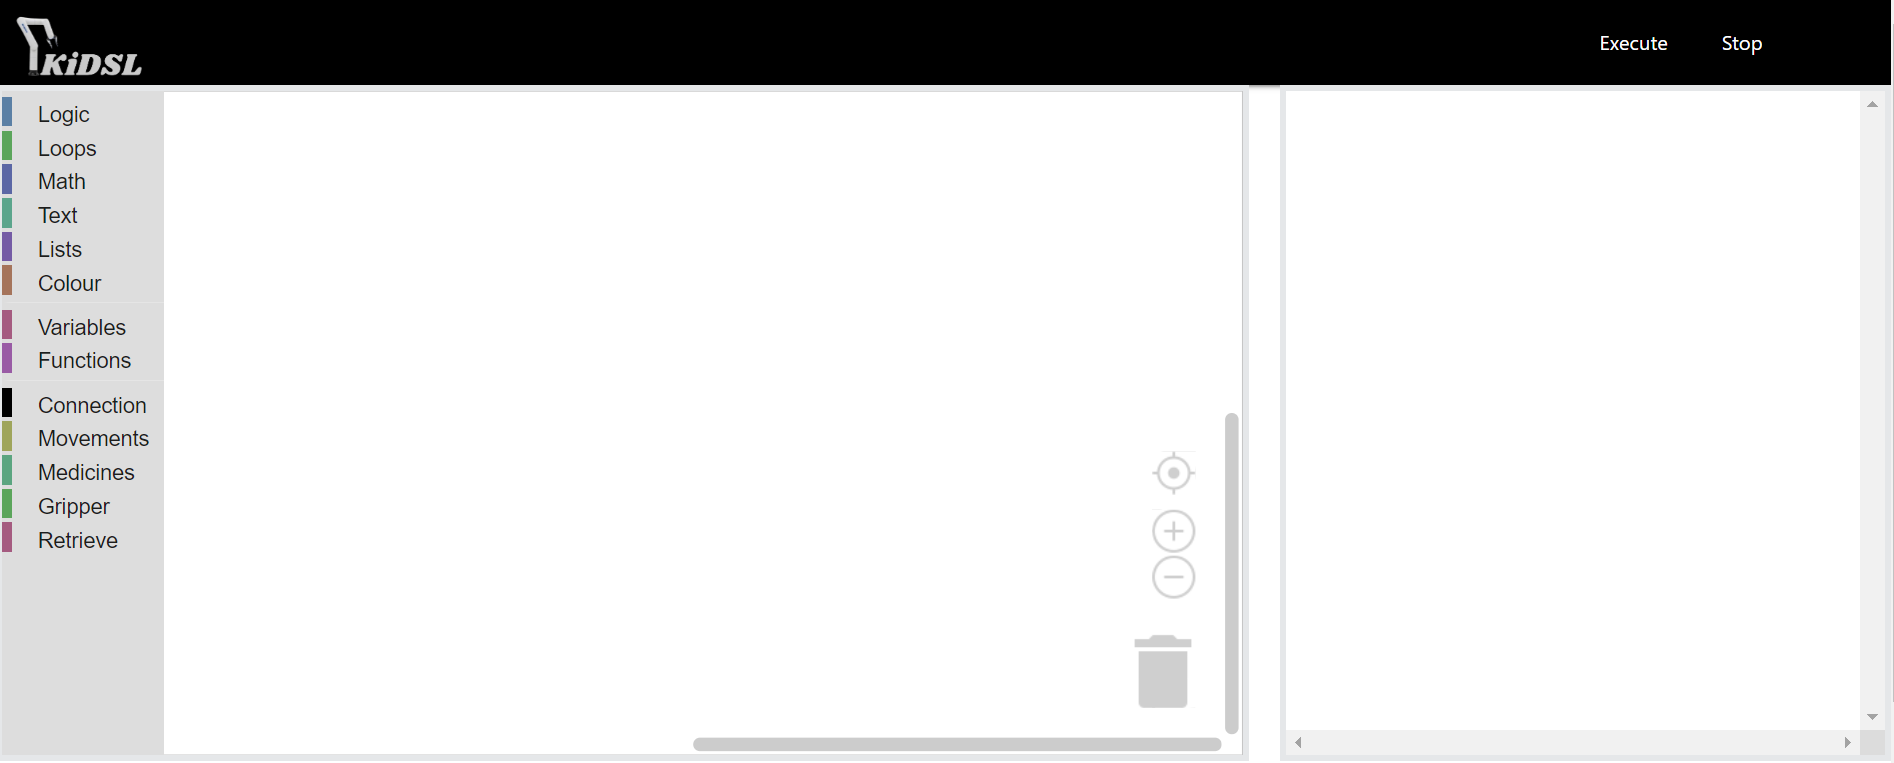 KiDSL
Execute
Stop
Logic
Loops
Math
Text
Lists
Colour
Variables
Functions
Connection
Movements
Medicines
Gripper
Retrieve